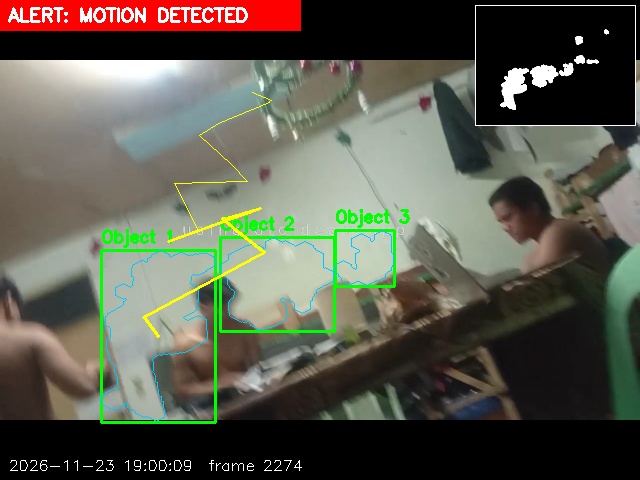 ALERT: MOTION DETECTED
Object 1
Object 2
Object 3
2026-11-23 19:00:09 frame 2274